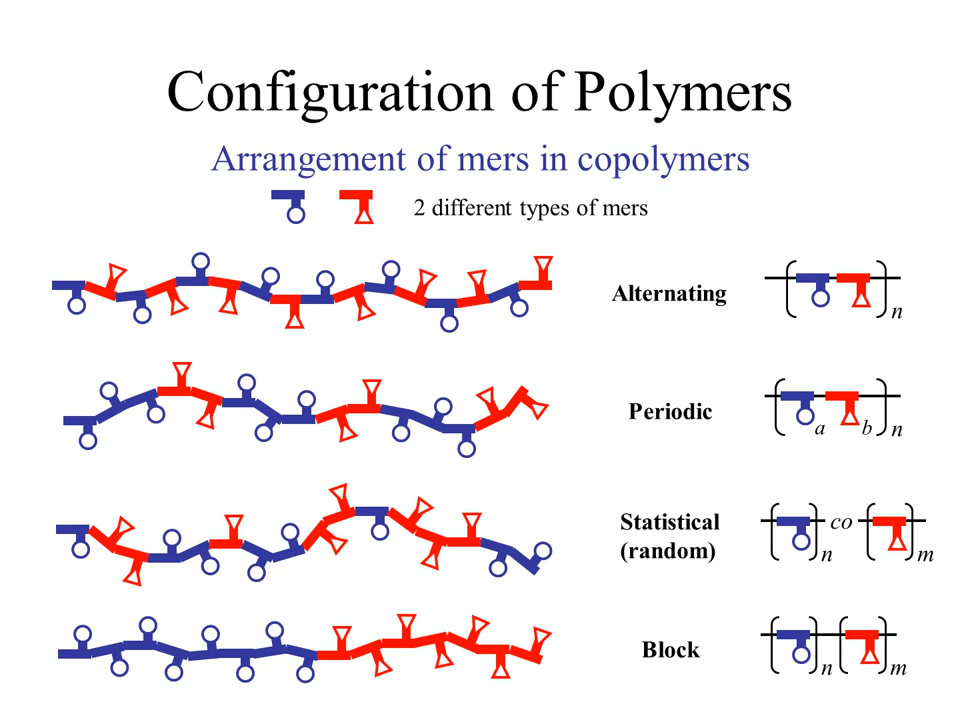 Configuration of Polymers
Arrangement of mers in copolymers
2 different types of mers
Alternating
n
Periodic
a b n
Statistical
(random)
co
n m
Block
n m